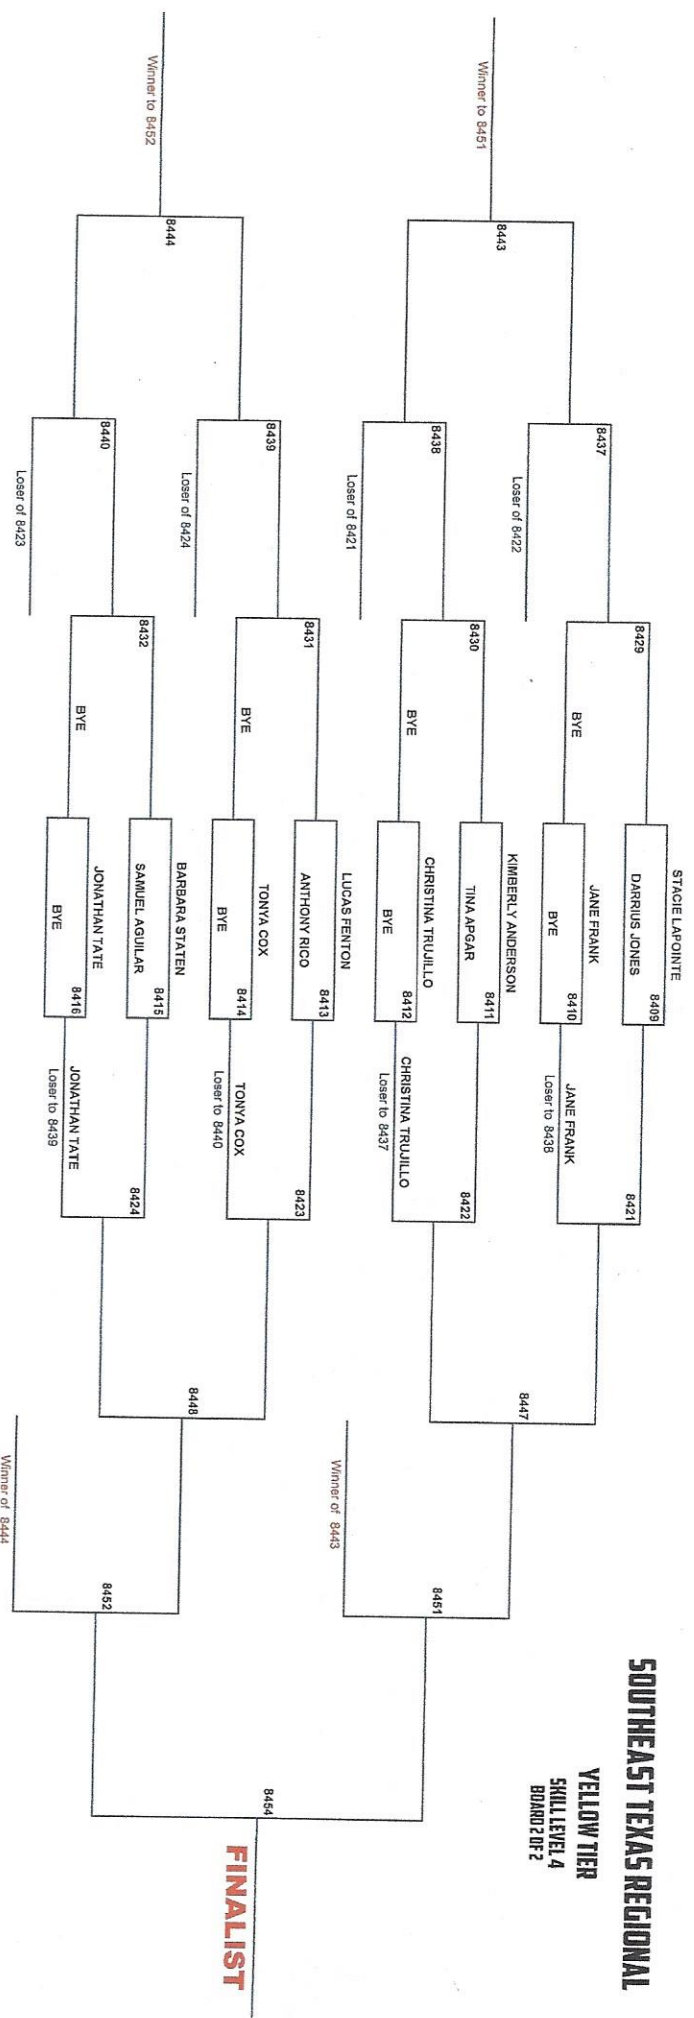 SOUTHEAST TEXAS REGIONAL
YELLOW TIER
SKILL LEVEL 4
BOARD 2 OF 2
STACIE LAPOINTE
DARRIUS JONES
8409
8429
8421
8437
JANE FRANK
BYE
8410
JANE FRANK
Loser to 8438
BYE
Loser of 8422
8443
8447
Winner to 8451
KIMBERLY ANDERSON
TINA APGAR
8411
8430
8422
8438
CHRISTINA TRUJILLO
BYE
8412
CHRISTINA TRUJILLO
Loser to 8437
BYE
Loser of 8421
Winner of 8443
8451
LUCAS FENTON
ANTHONY RICO
8413
8431
8423
8439
TONYA COX
BYE
8414
TONYA COX
Loser to 8440
BYE
Loser of 8424
8444
8448
8454
FINALIST
Winner to 8452
BARBARA STATEN
SAMUEL AGUILAR
8415
8432
8424
8440
JONATHAN TATE
BYE
8416
JONATHAN TATE
Loser to 8439
BYE
Loser of 8423
8452
Winner of 8444